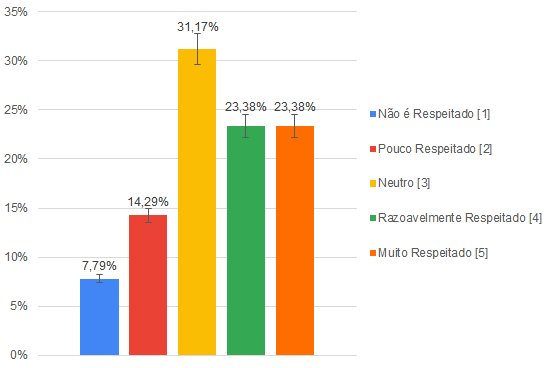 35%
30%
25%
20%
15%
10%
5%
0%
7,79%
14,29%
31,17%
23,38%
23,38%
Não é Respeitado [1]
Pouco Respeitado [2]
Neutro [3]
Razoavelmente Respeitado [4]
Muito Respeitado [5]